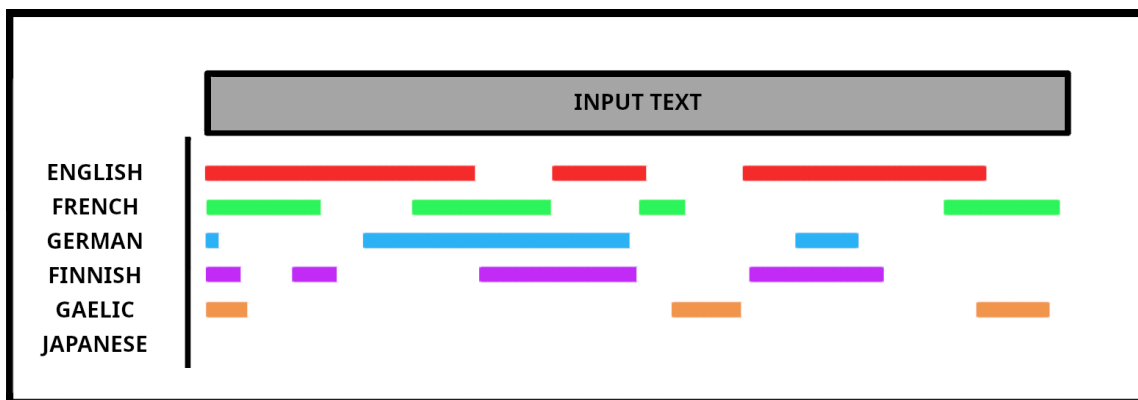 INPUT TEXT
ENGLISH
FRENCH
GERMAN
FINNISH
GAELIC
JAPANESE